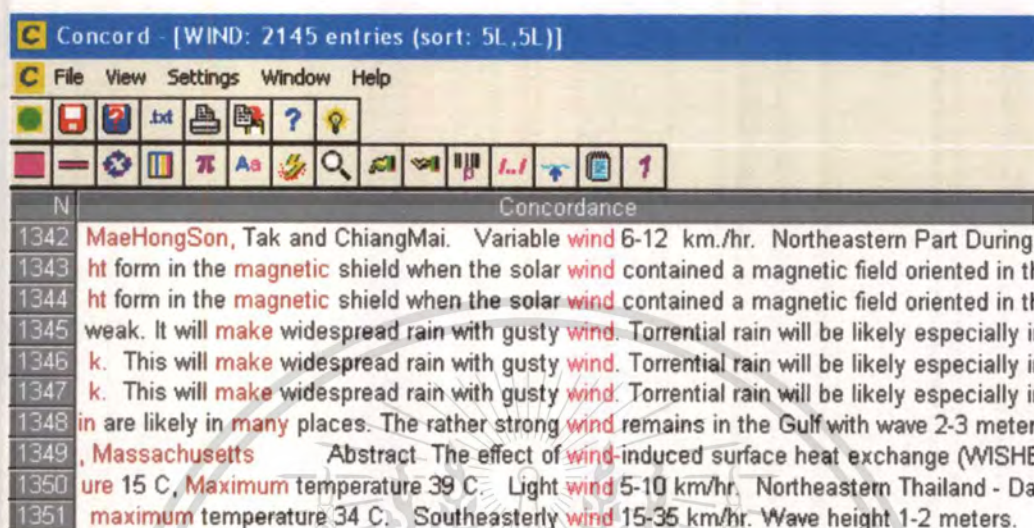 C Concord - [WIND: 2145 entries (sort: 5L,5L)]
C File View Settings Window Help
.txt ?
π Aa
N Concordance
1342 MaeHongSon, Tak and ChiangMai. Variable wind 6-12 km./hr. Northeastern Part During
1343 ht form in the magnetic shield when the solar wind contained a magnetic field oriented in th
1344 ht form in the magnetic shield when the solar wind contained a magnetic field oriented in th
1345 weak. It will make widespread rain with gusty wind. Torrential rain will be likely especially i
1346 k. This will make widespread rain with gusty wind. Torrential rain will be likely especially i
1347 k. This will make widespread rain with gusty wind. Torrential rain will be likely especially i
1348 in are likely in many places. The rather strong wind remains in the Gulf with wave 2-3 meter
1349 , Massachusetts Abstract The effect of wind-induced surface heat exchange (WISHE
1350 ure 15 C, Maximum temperature 39 C. Light wind 5-10 km/hr. Northeastern Thailand - Da
1351 maximum temperature 34 C. Southeasterly wind 15-35 km/hr. Wave height 1-2 meters.